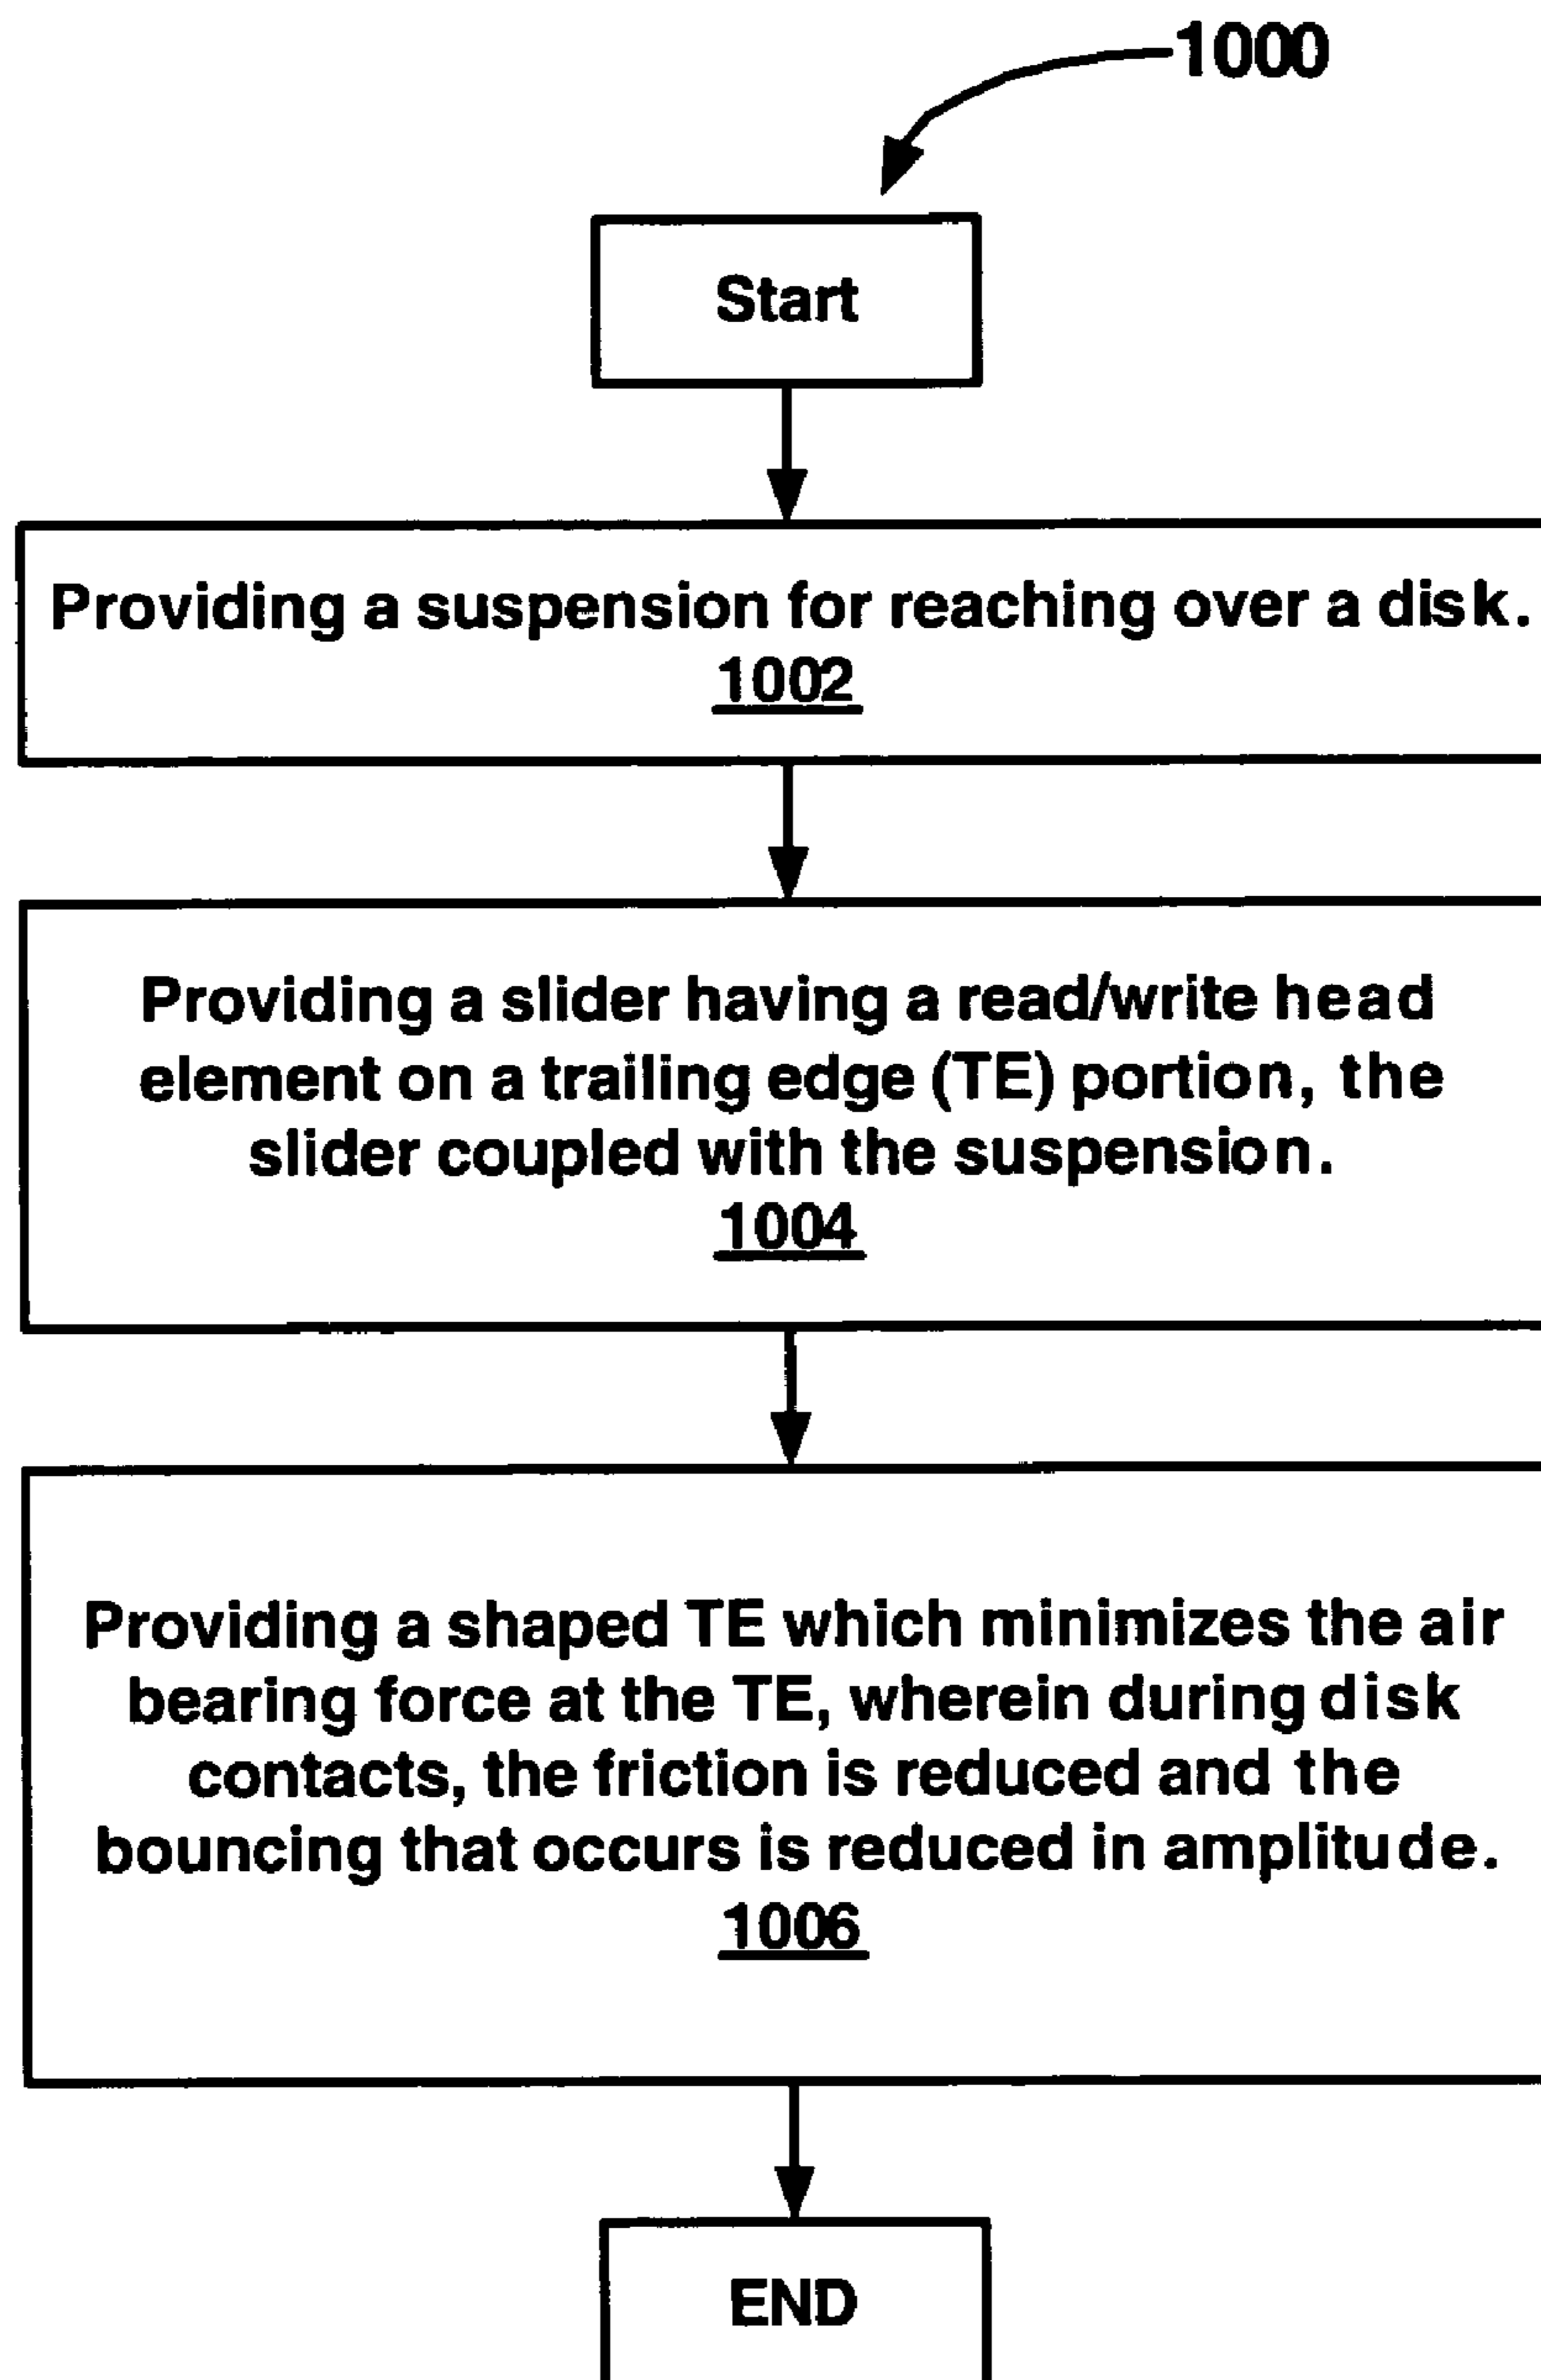 1000
Start
Providing a suspension for reaching over a disk.
1002
Providing a slider having a read/write head
element on a trailing edge (TE) portion, the
slider coupled with the suspension.
1004
Providing a shaped TE which minimizes the air
bearing force at the TE, wherein during disk
contacts, the friction is reduced and the
bouncing that occurs is reduced in amplitude.
1006
END